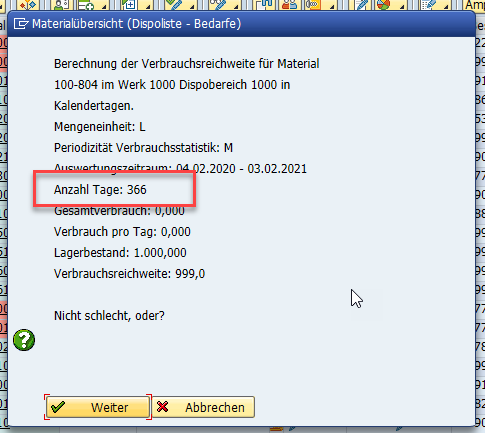 Materialübersicht (Dispoliste - Bedarfe)
Berechnung der Verbrauchsreichweite für Material
100-804 im Werk 1000 Dispobereich 1000 in
Kalendertagen.
Mengeneinheit: L
Periodizität Verbrauchsstatistik: M
Auswertungszeitraum: 04.02.2020 - 03.02.2021
Anzahl Tage: 366
Gesamtverbrauch: 0,000
Verbrauch pro Tag: 0,000
Lagerbestand: 1.000,000
Verbrauchsreichweite: 999,0
Nicht schlecht, oder?
Weiter
Abbrechen